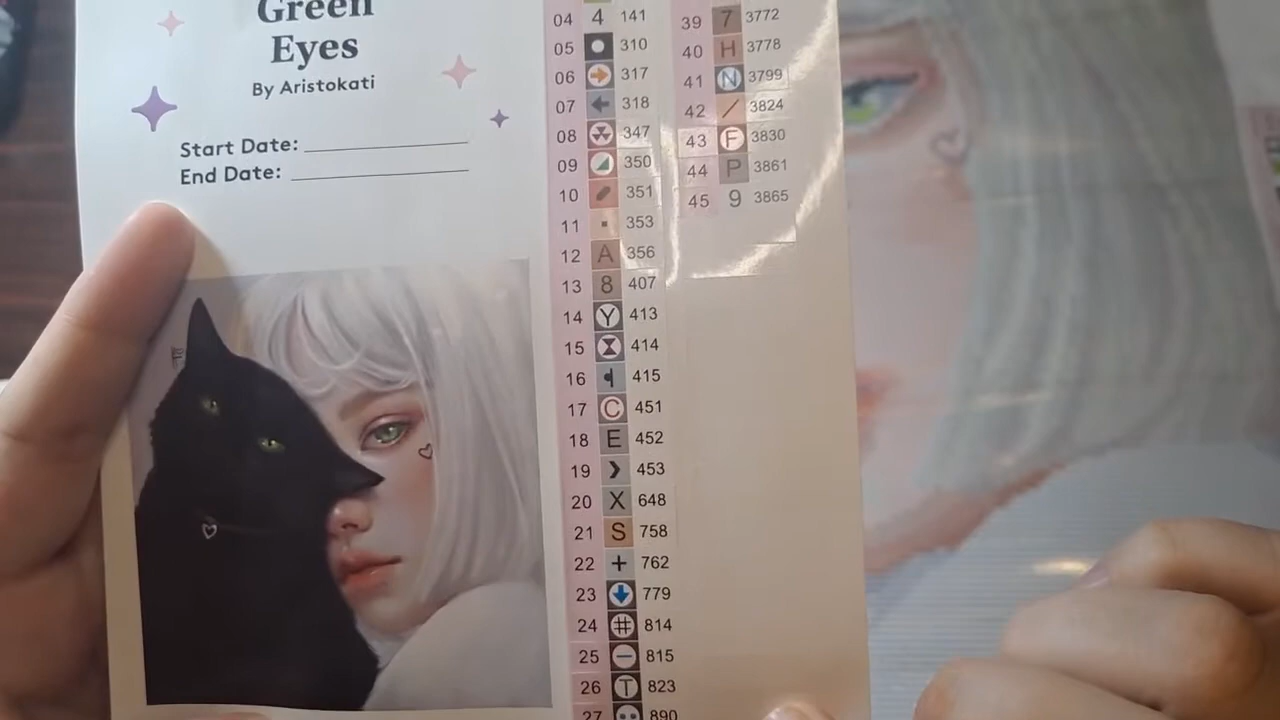 Green
Eyes
By Aristokati
Start Date:
End Date:
04 4 141
05 310
06 317
07 318
08 347
09 350
10 351
11 353
12 A 356
13 8 407
14 Y 413
15 414
16 415
17 C 451
18 E 452
19 453
20 X 648
21 S 758
22 + 762
23 779
24 # 814
25 − 815
26 T 823
27 890
39 7 3772
40 H 3778
41 N 3799
42 / 3824
43 F 3830
44 P 3861
45 9 3865